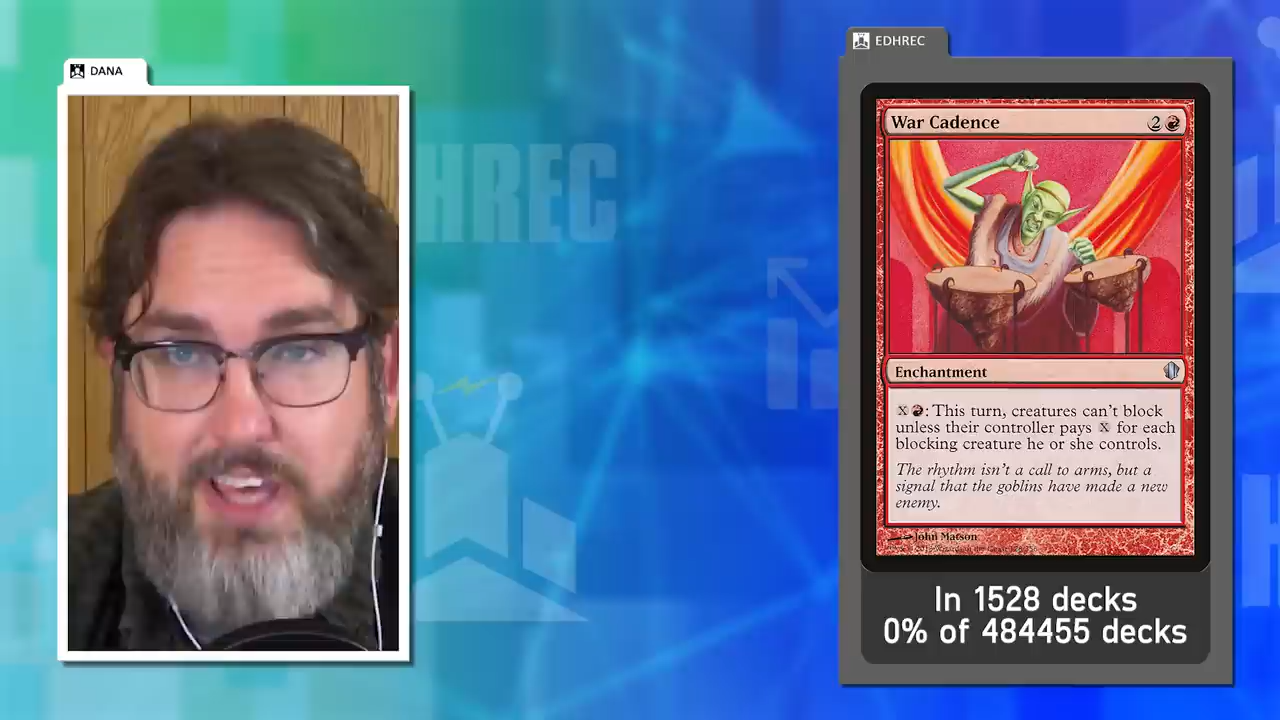 DANA
EDHREC
HREC
War Cadence 2
Enchantment
X : This turn, creatures can't block
unless their controller pays X for each
blocking creature he or she controls.
The rhythm isn't a call to arms, but a
signal that the goblins have made a new
enemy.
John Matson
In 1528 decks
0% of 484455 decks